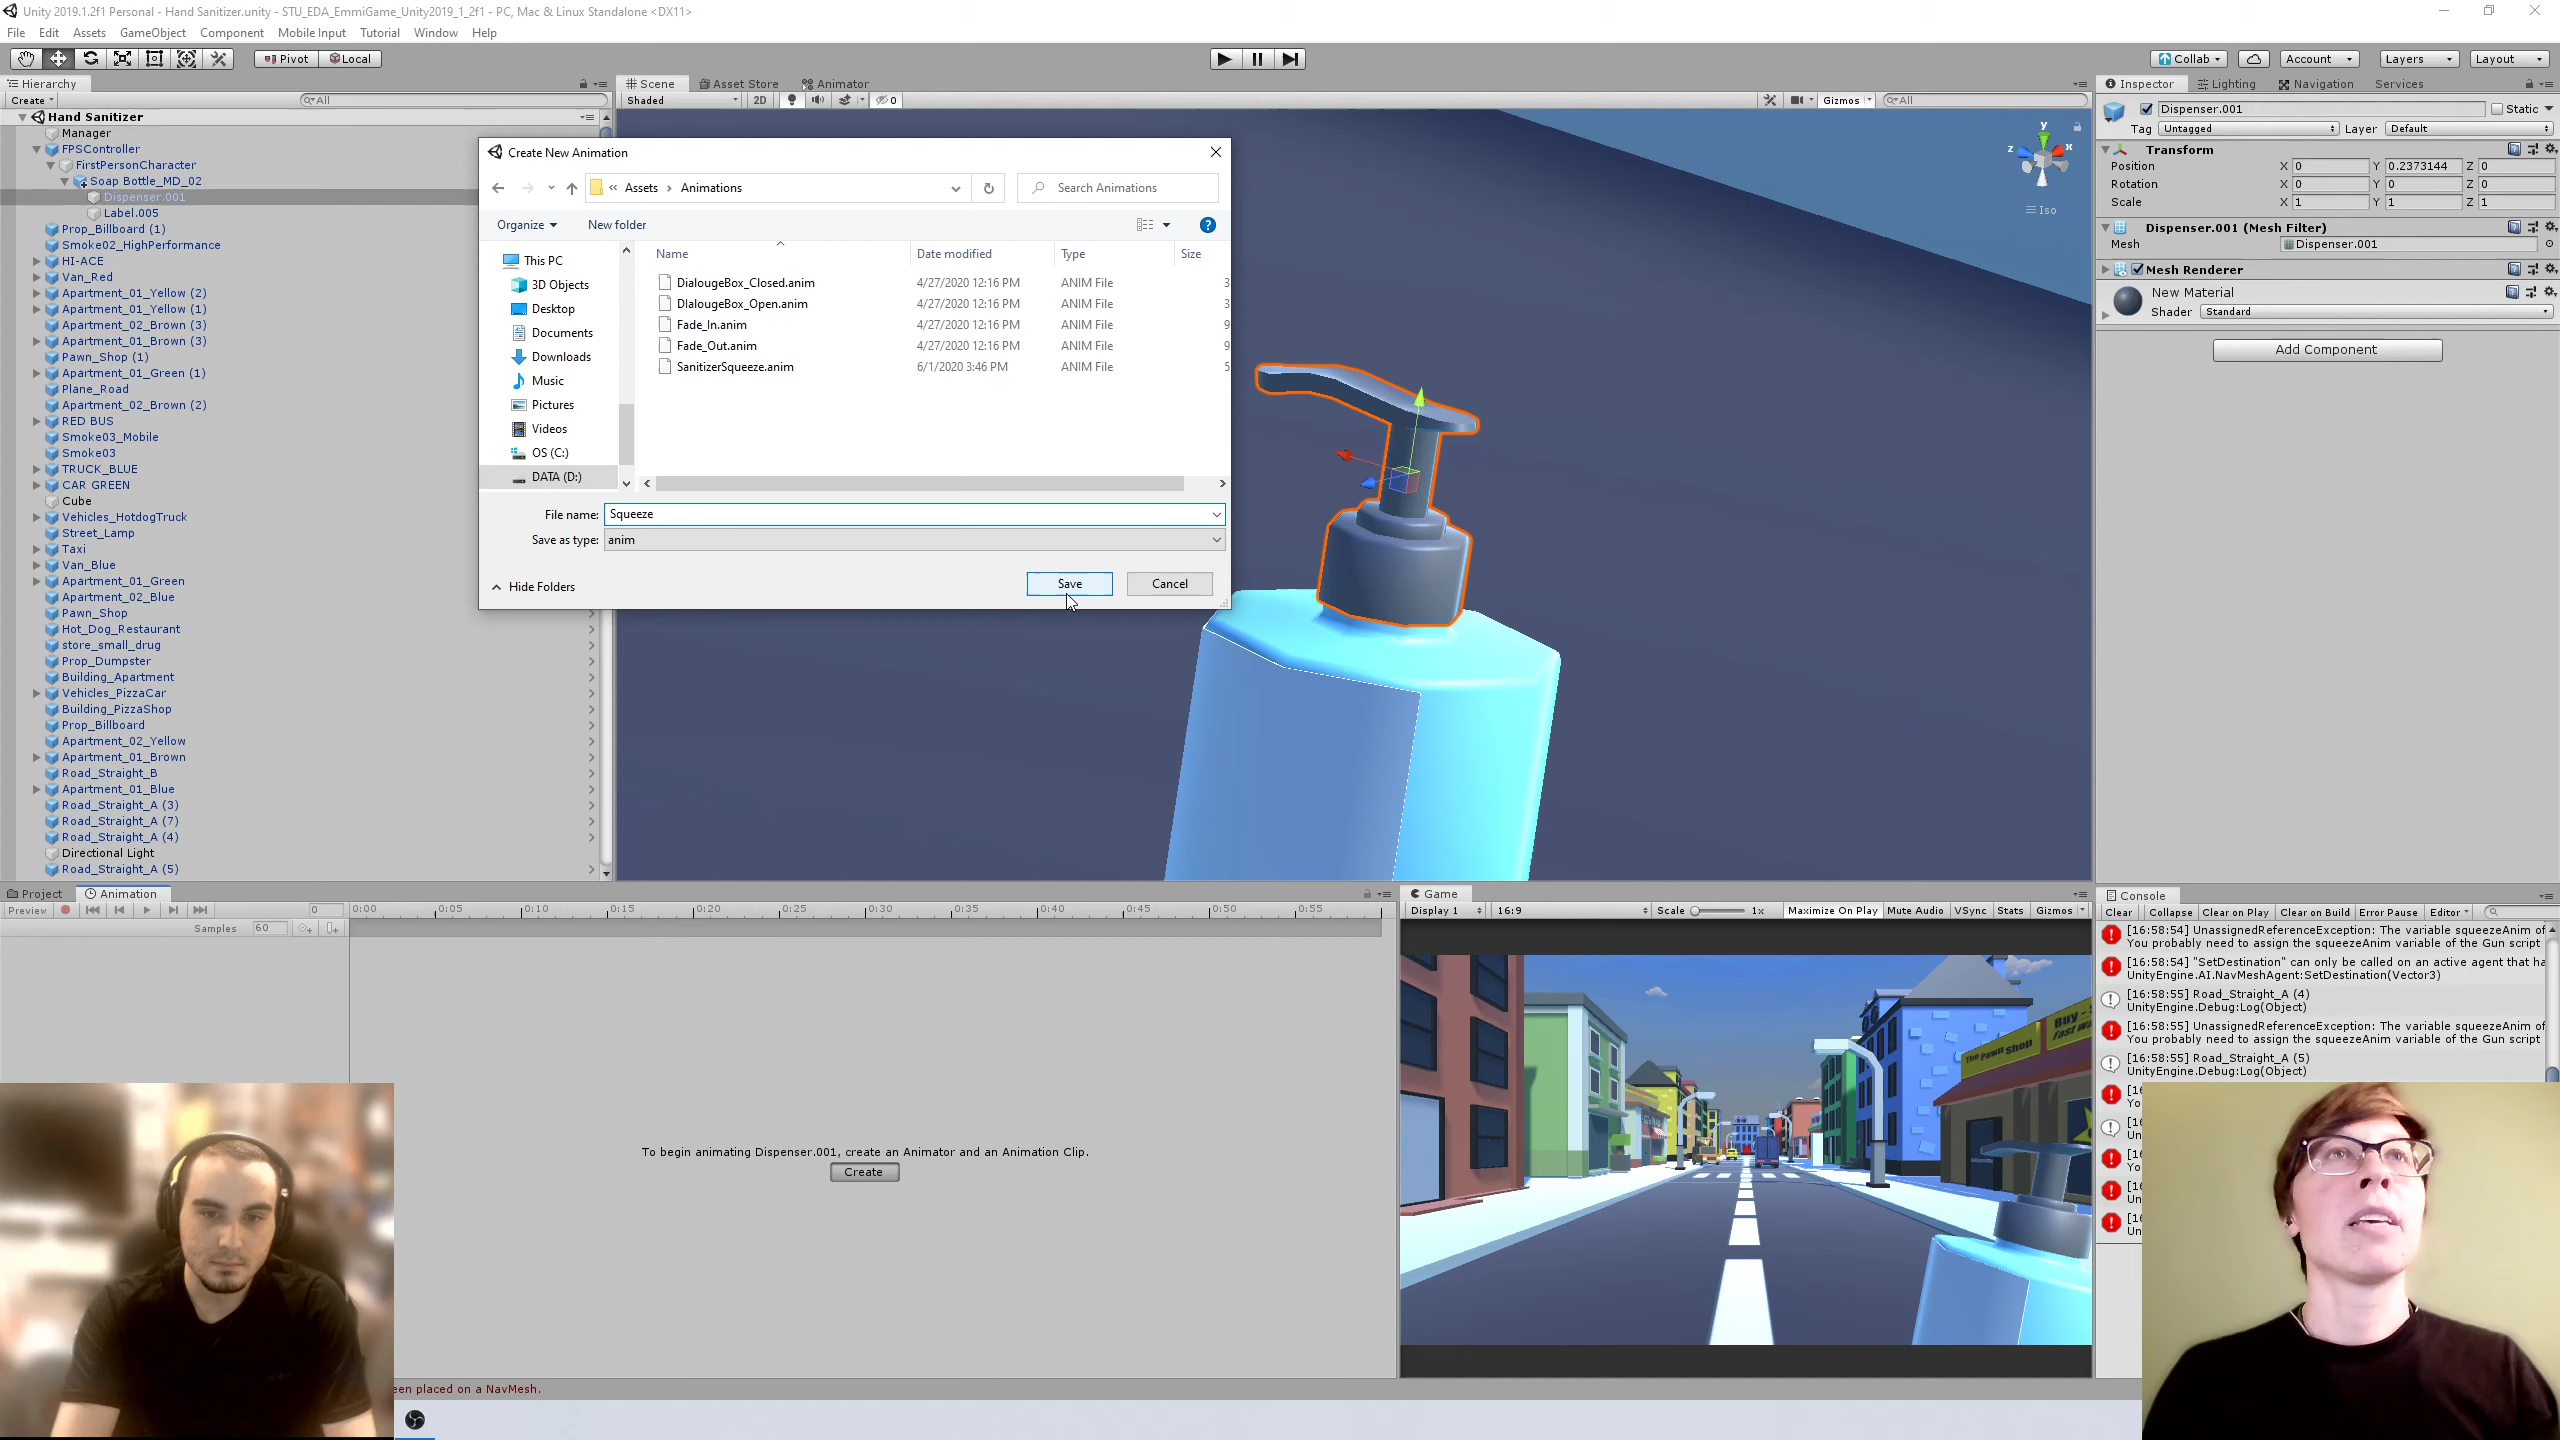 Unity 2019.1.2f1 Personal - Hand Sanitizer.unity - STU_EDA_EmmiGame_Unity2019_1_2f1 - PC, Mac & Linux Standalone <DX11>
File Edit Assets GameObject Component Mobile Input Tutorial Window Help
Pivot Local Collab Account Layers Layout
Hierarchy
Create All
Hand Sanitizer
Manager
FPSController
FirstPersonCharacter
Soap Bottle_MD_02
Dispenser.001
Label.005
Prop_Billboard (1)
Smoke02_HighPerformance
HI-ACE
Van_Red
Apartment_01_Yellow (2)
Apartment_01_Yellow (1)
Apartment_02_Brown (3)
Apartment_01_Brown (3)
Pawn_Shop (1)
Apartment_01_Green (1)
Plane_Road
Apartment_02_Brown (2)
RED BUS
Smoke03_Mobile
Smoke03
TRUCK_BLUE
CAR GREEN
Cube
Vehicles_HotdogTruck
Street_Lamp
Taxi
Van_Blue
Apartment_01_Green
Apartment_02_Blue
Pawn_Shop
Hot_Dog_Restaurant
store_small_drug
Prop_Dumpster
Building_Apartment
Vehicles_PizzaCar
Building_PizzaShop
Prop_Billboard
Apartment_02_Yellow
Apartment_01_Brown
Road_Straight_B
Apartment_01_Blue
Road_Straight_A (3)
Road_Straight_A (7)
Road_Straight_A (4)
Directional Light
Road_Straight_A (5)
Scene Asset Store Animator
Shaded 2D 0 Gizmos All
y
x
z
Iso
Create New Animation
« Assets › Animations Search Animations
Organize New folder
This PC
3D Objects
Desktop
Documents
Downloads
Music
Pictures
Videos
OS (C:)
DATA (D:)
Name Date modified Type Size
DialougeBox_Closed.anim 4/27/2020 12:16 PM ANIM File 3
DIalougeBox_Open.anim 4/27/2020 12:16 PM ANIM File 3
Fade_In.anim 4/27/2020 12:16 PM ANIM File 9
Fade_Out.anim 4/27/2020 12:16 PM ANIM File 9
SanitizerSqueeze.anim 6/1/2020 3:46 PM ANIM File 5
File name: Squeeze
Save as type: anim
Hide Folders Save Cancel
Inspector Lighting Navigation Services
Dispenser.001 Static
Tag Untagged Layer Default
Transform
Position X 0 Y 0.2373144 Z 0
Rotation X 0 Y 0 Z 0
Scale X 1 Y 1 Z 1
Dispenser.001 (Mesh Filter)
Mesh Dispenser.001
Mesh Renderer
New Material
Shader Standard
Add Component
Project Animation
Preview 0 0:00 0:05 0:10 0:15 0:20 0:25 0:30 0:35 0:40 0:45 0:50 0:55
Samples 60
To begin animating Dispenser.001, create an Animator and an Animation Clip.
Create
een placed on a NavMesh.
Game
Display 1 16:9 Scale 1x Maximize On Play Mute Audio VSync Stats Gizmos
The Pawn Shop
Buy -
Fast
Console
Clear Collapse Clear on Play Clear on Build Error Pause Editor
[16:58:54] UnassignedReferenceException: The variable squeezeAnim of
You probably need to assign the squeezeAnim variable of the Gun script
[16:58:54] "SetDestination" can only be called on an active agent that ha
UnityEngine.AI.NavMeshAgent:SetDestination(Vector3)
[16:58:55] Road_Straight_A (4)
UnityEngine.Debug:Log(Object)
[16:58:55] UnassignedReferenceException: The variable squeezeAnim of
You probably need to assign the squeezeAnim variable of the Gun script
[16:58:55] Road_Straight_A (5)
UnityEngine.Debug:Log(Object)